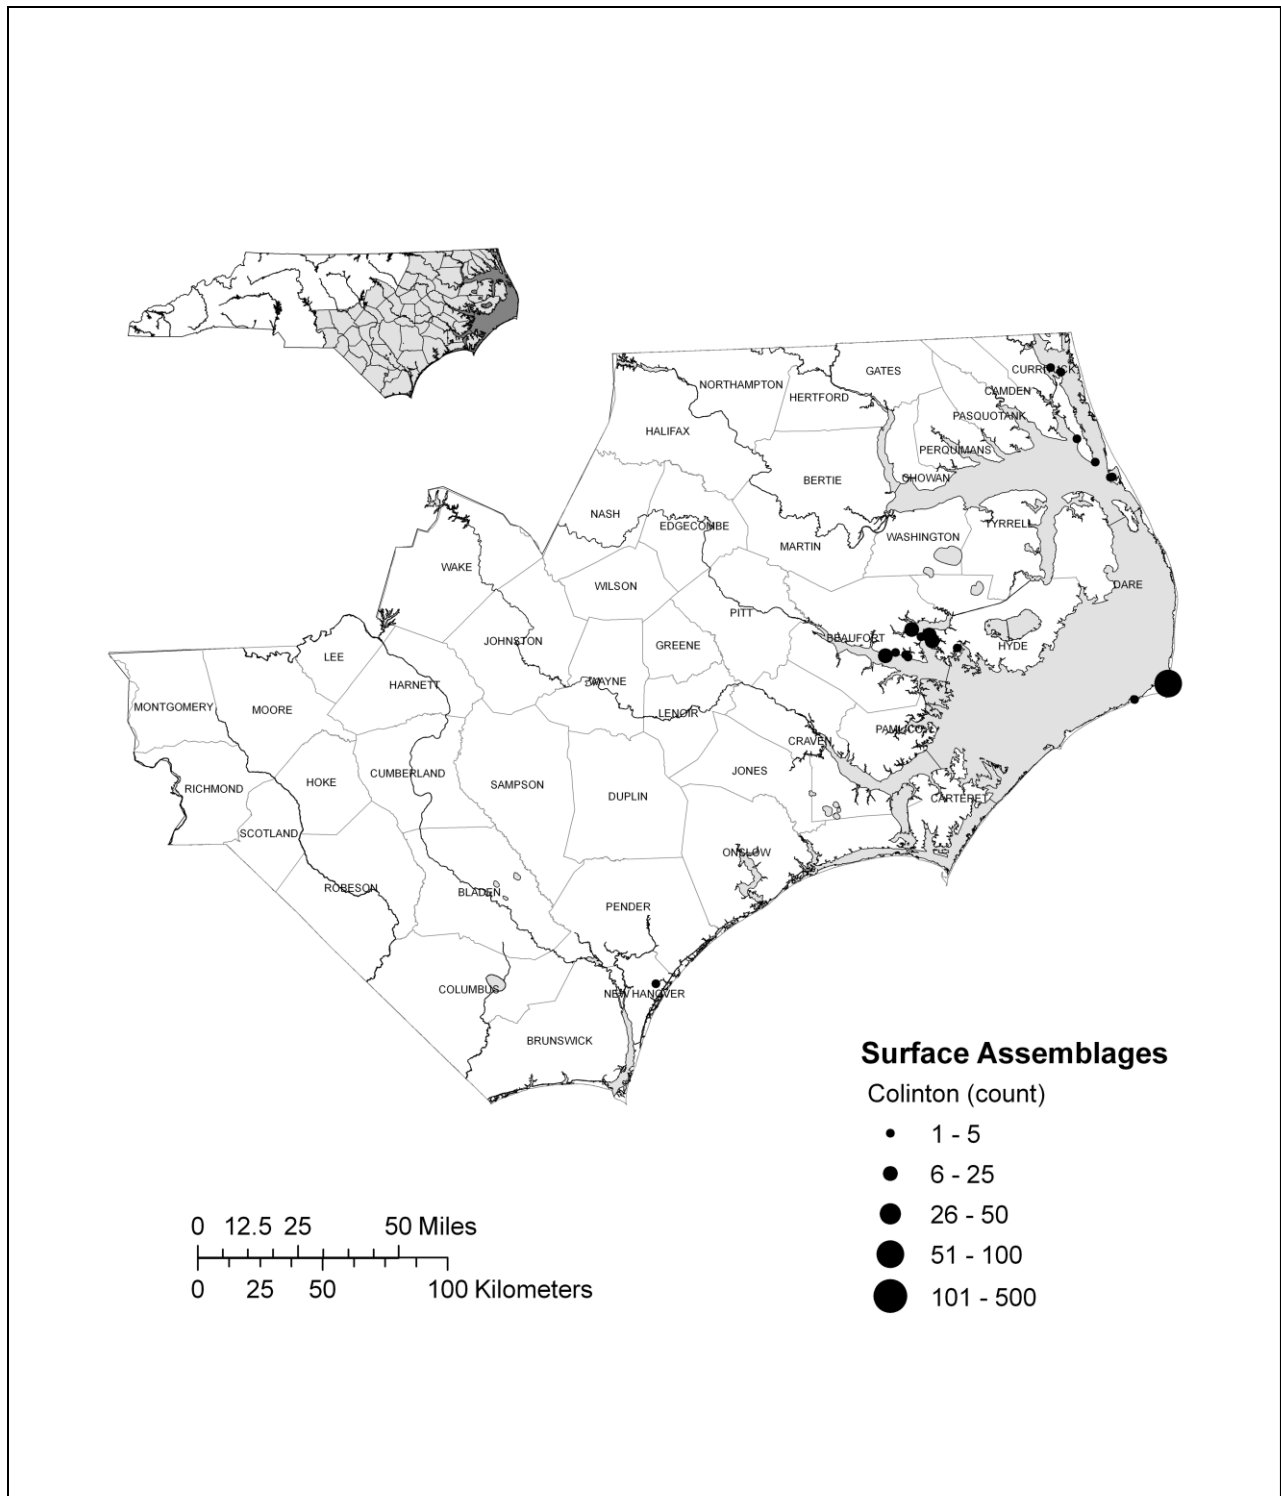 GATES
CURRITUCK
NORTHAMPTON
HERTFORD
CAMDEN
PASQUOTANK
HALIFAX
PERQUIMANS
BERTIE
CHOWAN
NASH
EDGECOMBE
TYRRELL
WASHINGTON
MARTIN
WAKE
WILSON
DARE
PITT
JOHNSTON
BEAUFORT
GREENE
HYDE
LEE
WAYNE
HARNETT
MONTGOMERY
MOORE
LENOIR
PAMLICO
CRAVEN
JONES
CUMBERLAND
HOKE
SAMPSON
RICHMOND
DUPLIN
CARTERET
SCOTLAND
ONSLOW
ROBESON
BLADEN
PENDER
COLUMBUS
NEW HANOVER
BRUNSWICK
Surface Assemblages
Colinton (count)
1 - 5
6 - 25
26 - 50
51 - 100
101 - 500
0 12.5 25 50 Miles
0 25 50 100 Kilometers